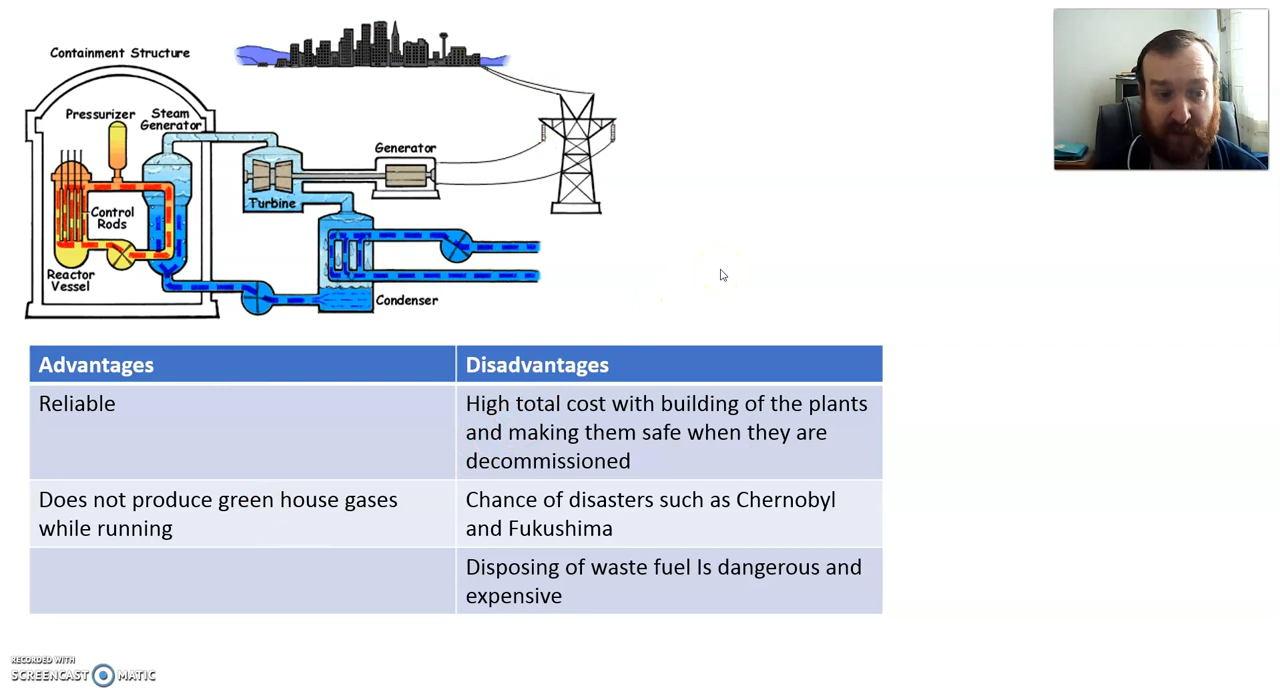 Containment Structure
Pressurizer
Steam
Generator
Control
Rods
Reactor
Vessel
Turbine
Generator
Condenser
Advantages
Disadvantages
Reliable
High total cost with building of the plants
and making them safe when they are
decommissioned
Does not produce green house gases
while running
Chance of disasters such as Chernobyl
and Fukushima
Disposing of waste fuel Is dangerous and
expensive
RECORDED WITH
SCREENCAST MATIC